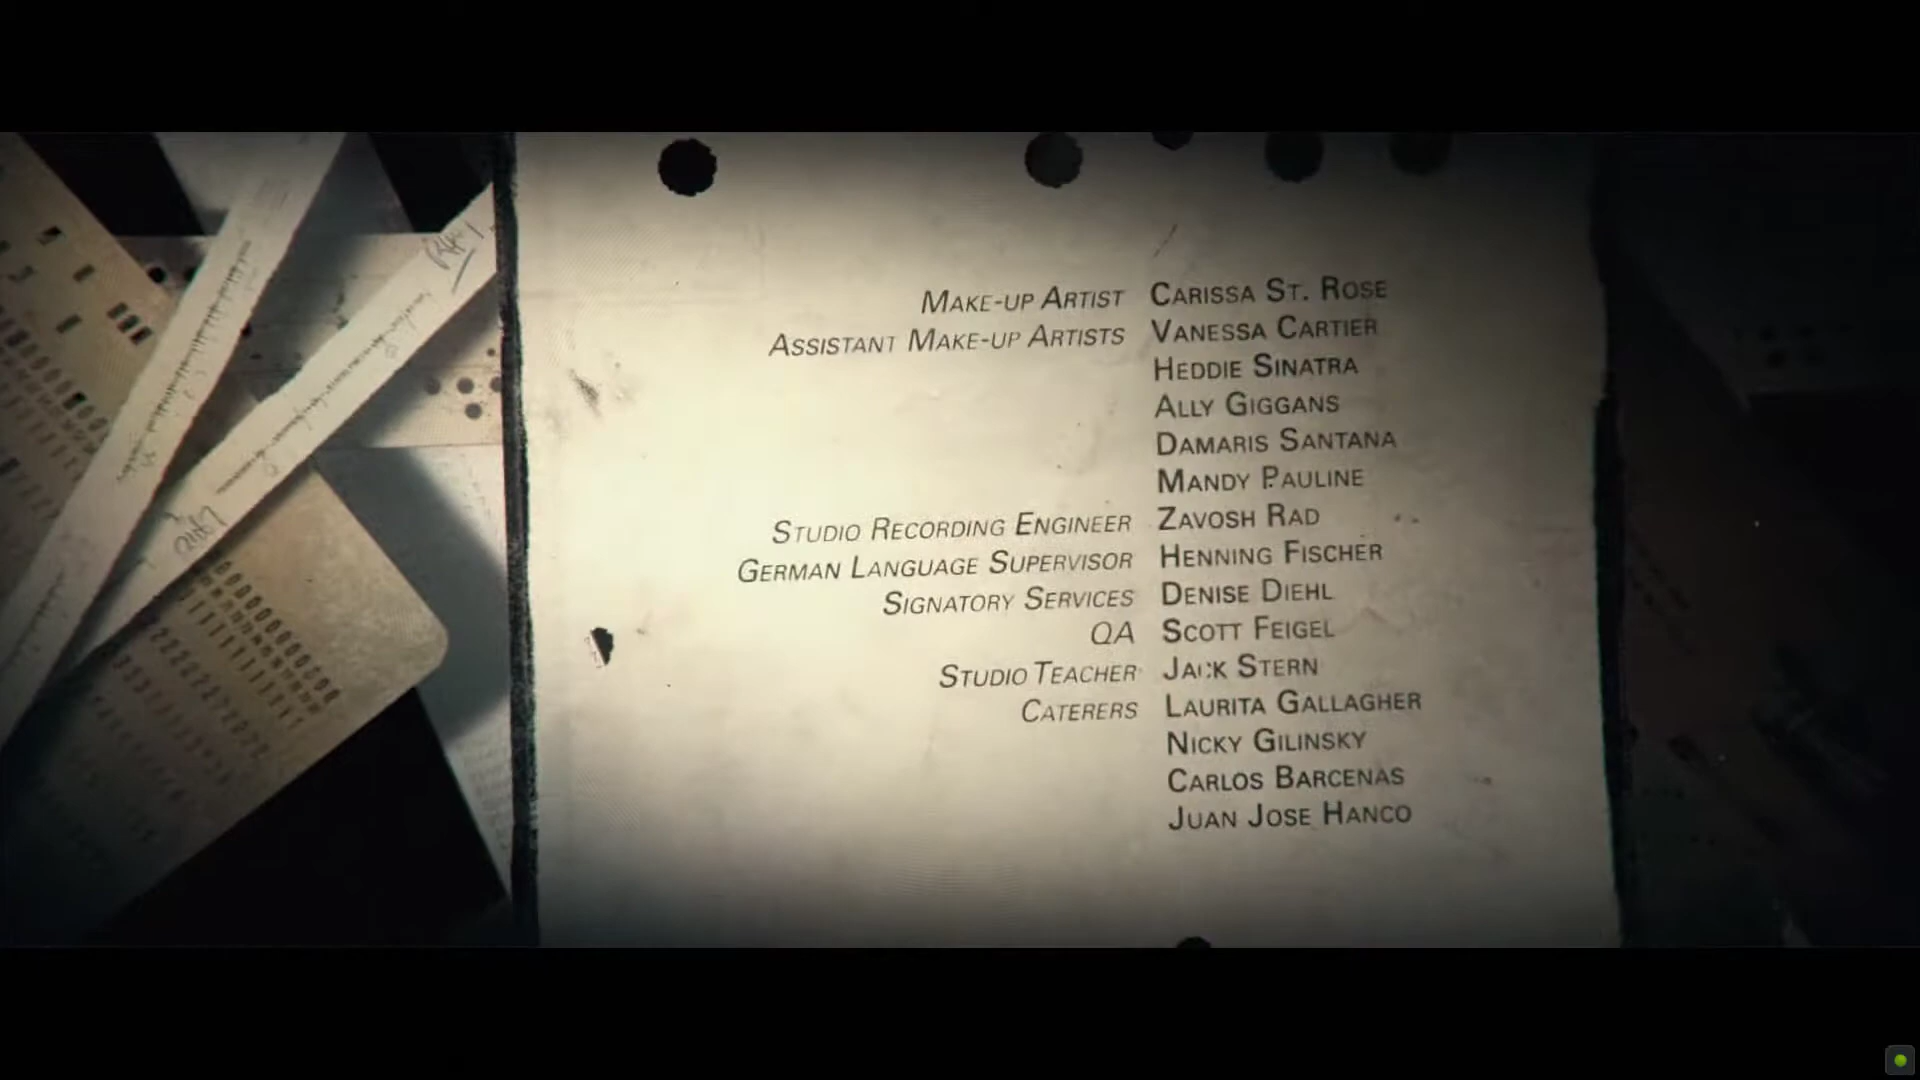 Make-up Artist Carissa St. Rose
Assistant Make-up Artists Vanessa Cartier
Heddie Sinatra
Ally Giggans
Damaris Santana
Mandy Pauline
Studio Recording Engineer Zavosh Rad
German Language Supervisor Henning Fischer
Signatory Services Denise Diehl
QA Scott Feigel
Studio Teacher Jack Stern
Caterers Laurita Gallagher
Nicky Gilinsky
Carlos Barcenas
Juan Jose Hanco